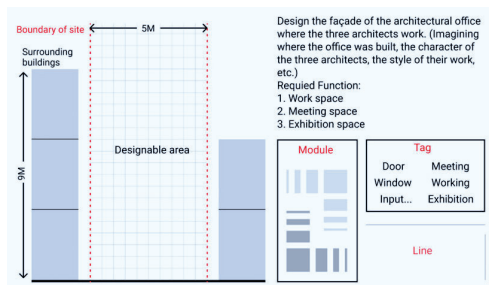 Boundary of site
5M
Surrounding
buildings
9M
Designable area
Design the façade of the architectural office
where the three architects work. (Imagining
where the office was built, the character of
the three architects, the style of their work,
etc.)
Requied Function:
1. Work space
2. Meeting space
3. Exhibition space
Module
Tag
Door Meeting
Window Working
Input... Exhibition
Line